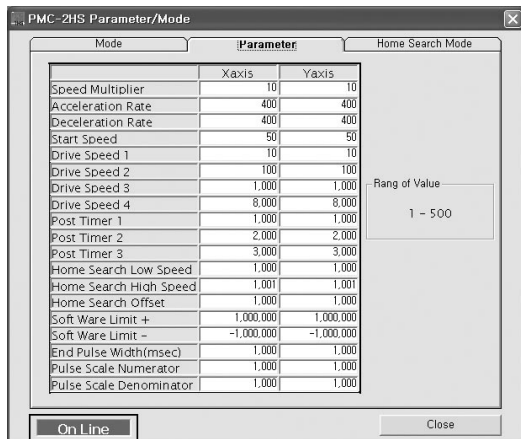 PMC-2HS Parameter/Mode
Mode Parameter Home Search Mode
Xaxis Yaxis
Speed Multiplier 10 10
Acceleration Rate 400 400
Deceleration Rate 400 400
Start Speed 50 50
Drive Speed 1 10 10
Drive Speed 2 100 100
Drive Speed 3 1,000 1,000
Drive Speed 4 8,000 8,000
Post Timer 1 1,000 1,000
Post Timer 2 2,000 2,000
Post Timer 3 3,000 3,000
Home Search Low Speed 1,000 1,000
Home Search High Speed 1,001 1,001
Home Search Offset 1,000 1,000
Soft Ware Limit + 1,000,000 1,000,000
Soft Ware Limit - -1,000,000 -1,000,000
End Pulse Width(msec) 1,000 1,000
Pulse Scale Numerator 1,000 1,000
Pulse Scale Denominator 1,000 1,000
Rang of Value
1 - 500
On Line
Close